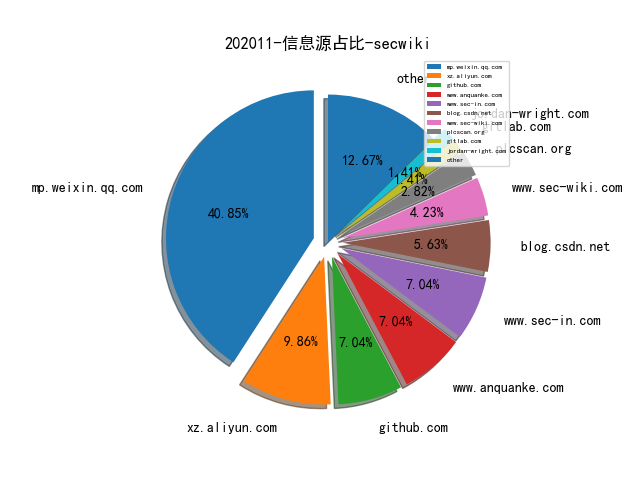 202011-信息源占比-secwiki
mp.weixin.qq.com
xz.aliyun.com
github.com
www.anquanke.com
www.sec-in.com
blog.csdn.net
www.sec-wiki.com
plcscan.org
gitlab.com
jordan-wright.com
other
other
jordan-wright.com
gitlab.com
plcscan.org
www.sec-wiki.com
blog.csdn.net
www.sec-in.com
www.anquanke.com
github.com
xz.aliyun.com
mp.weixin.qq.com
12.67%
1.41%
1.41%
2.82%
4.23%
5.63%
7.04%
7.04%
7.04%
9.86%
40.85%